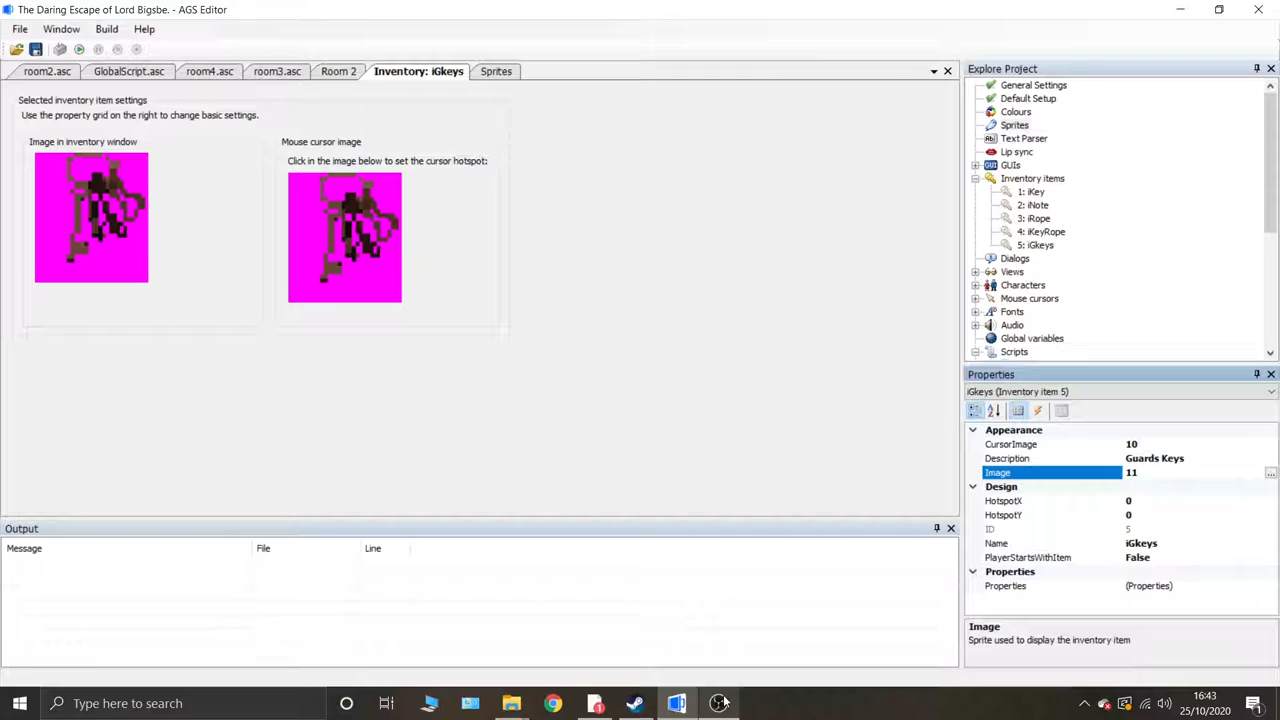 The Daring Escape of Lord Bigsbe. - AGS Editor
File Window Build Help
room2.asc GlobalScript.asc room4.asc room3.asc Room 2 Inventory: iGkeys Sprites
Selected inventory item settings
Use the property grid on the right to change basic settings.
Image in inventory window
Mouse cursor image
Click in the image below to set the cursor hotspot:
Output
Message File Line
Explore Project
General Settings
Default Setup
Colours
Sprites
Text Parser
Lip sync
GUIs
Inventory items
1: iKey
2: iNote
3: iRope
4: iKeyRope
5: iGkeys
Dialogs
Views
Characters
Mouse cursors
Fonts
Audio
Global variables
Scripts
Properties
iGkeys (Inventory item 5)
Appearance
CursorImage 10
Description Guards Keys
Image 11
Design
HotspotX 0
HotspotY 0
ID 5
Name iGkeys
PlayerStartsWithItem False
Properties
Properties (Properties)
Image
Sprite used to display the inventory item
Type here to search
16:43
25/10/2020